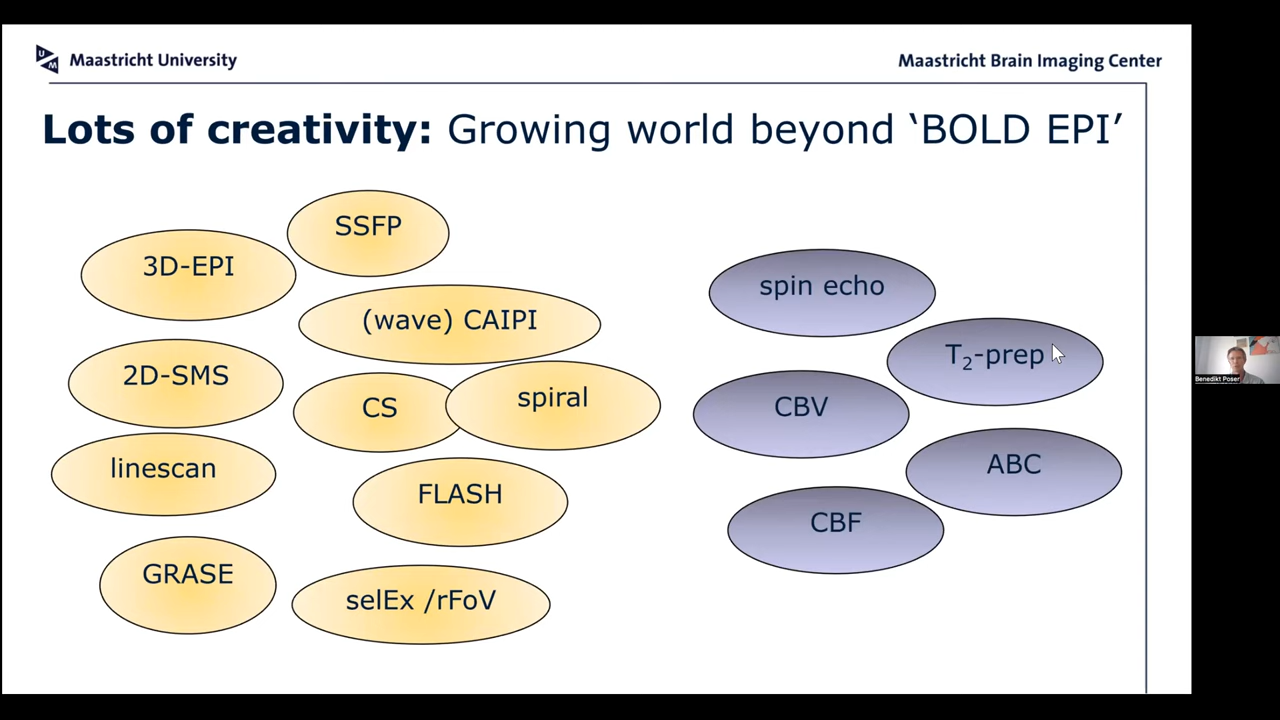 Maastricht University
Maastricht Brain Imaging Center
Lots of creativity: Growing world beyond ‘BOLD EPI’
SSFP
3D-EPI
(wave) CAIPI
2D-SMS
CS
spiral
linescan
FLASH
GRASE
selEx /rFoV
spin echo
T₂-prep
CBV
ABC
CBF
Benedikt Poser